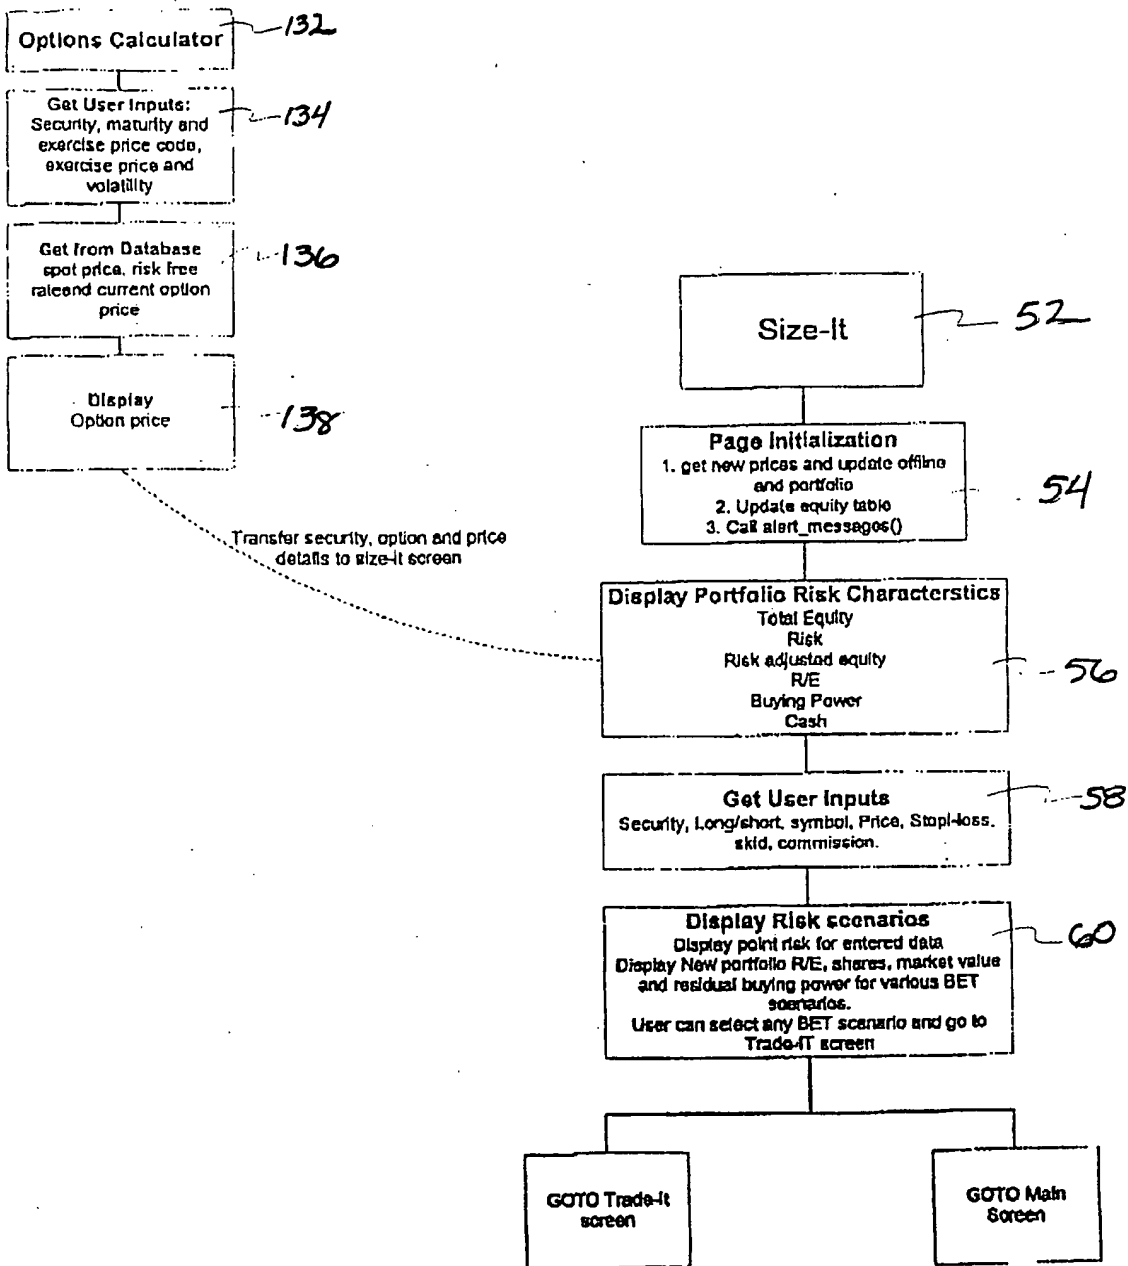 Options Calculator
132
Get User Inputs:
Security, maturity and
exercise price code,
exercise price and
volatility
134
Get from Database
spot price, risk free
rateand current option
price
136
Display
Option price
138
Transfer security, option and price
details to size-it screen
Size-It
52
Page Initialization
1. get new prices and update offline
and portfolio
2. Update equity table
3. Call alert_messages()
54
Display Portfolio Risk Characterstics
Total Equity
Risk
Risk adjusted equity
R/E
Buying Power
Cash
56
Get User Inputs
Security, Long/short, symbol, Price, Stopl-loss,
skid, commission.
58
Display Risk scenarios
Display point risk for entered data
Display New portfolio R/E, shares, market value
and residual buying power for various BET
scenarios.
User can select any BET scenario and go to
Trade-IT screen
60
GOTO Trade-It
screen
GOTO Main
Screen